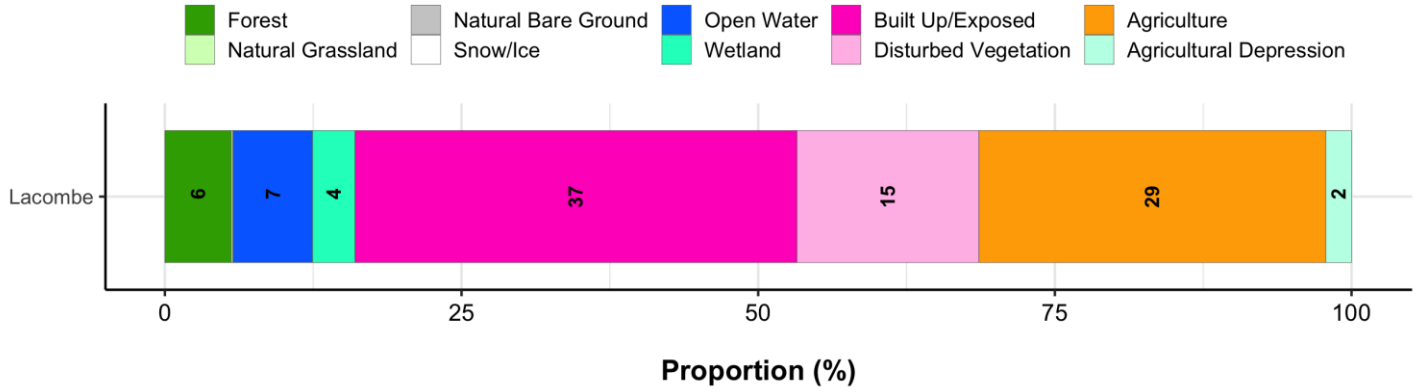 Forest Natural Bare Ground Open Water Built Up/Exposed Agriculture
Natural Grassland Snow/Ice Wetland Disturbed Vegetation Agricultural Depression
Lacombe
6 7 4 37 15 29 2
0 25 50 75 100
Proportion (%)